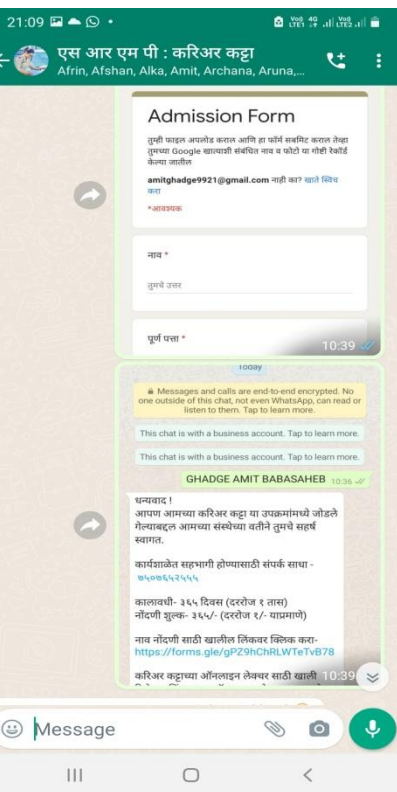 21:09
Vo)) LTE1 4G Vo)) LTE2
एस आर एम पी : करिअर कट्टा
Afrin, Afshan, Alka, Amit, Archana, Aruna,...
Admission Form
तुम्ही फाइल अपलोड कराल आणि हा फॉर्म सबमिट कराल तेव्हा
तुमच्या Google खात्याशी संबंधित नाव व फोटो या गोष्टी रेकॉर्ड
केल्या जातील
amitghadge9921@gmail.com नाही का? खाते स्विच
करा
*आवश्यक
नाव *
तुमचे उत्तर
पूर्ण पत्ता *
10:39
Today
Messages and calls are end-to-end encrypted. No
one outside of this chat, not even WhatsApp, can read or
listen to them. Tap to learn more.
This chat is with a business account. Tap to learn more.
This chat is with a business account. Tap to learn more.
GHADGE AMIT BABASAHEB 10:36
धन्यवाद !
आपण आमच्या करिअर कट्टा या उपक्रमांमध्ये जोडले
गेल्याबद्दल आमच्या संस्थेच्या वतीने तुमचे सहर्ष
स्वागत.
कार्यशाळेत सहभागी होण्यासाठी संपर्क साधा -
७५०७६५२५५५
कालावधी- ३६५ दिवस (दररोज १ तास)
नोंदणी शुल्क- ३६५/- (दररोज १/- याप्रमाणे)
नाव नोंदणी साठी खालील लिंकवर क्लिक करा-
https://forms.gle/gPZ9hChRLWTeTvB78
करिअर कट्टाच्या ऑनलाइन लेक्चर साठी खाली 10:39
Message